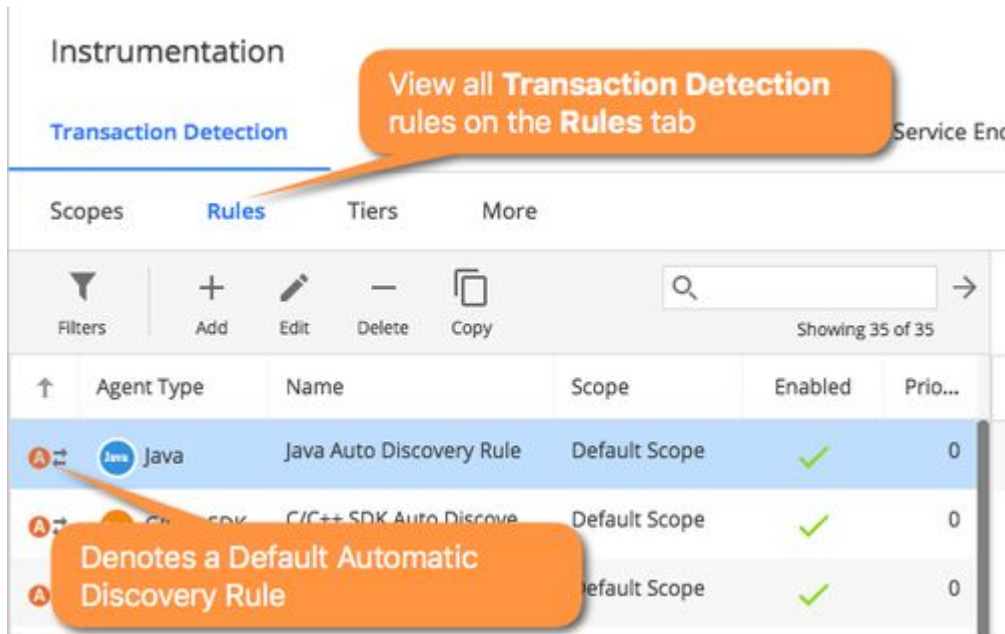 Instrumentation
View all Transaction Detection
rules on the Rules tab
Transaction Detection
Service End
Scopes Rules Tiers More
Filters Add Edit Delete Copy
Showing 35 of 35
Agent Type Name Scope Enabled Prio...
A Java Java Java Auto Discovery Rule Default Scope 0
A C/C++ SDK Auto Discove Default Scope 0
Denotes a Default Automatic
Discovery Rule
A Default Scope 0